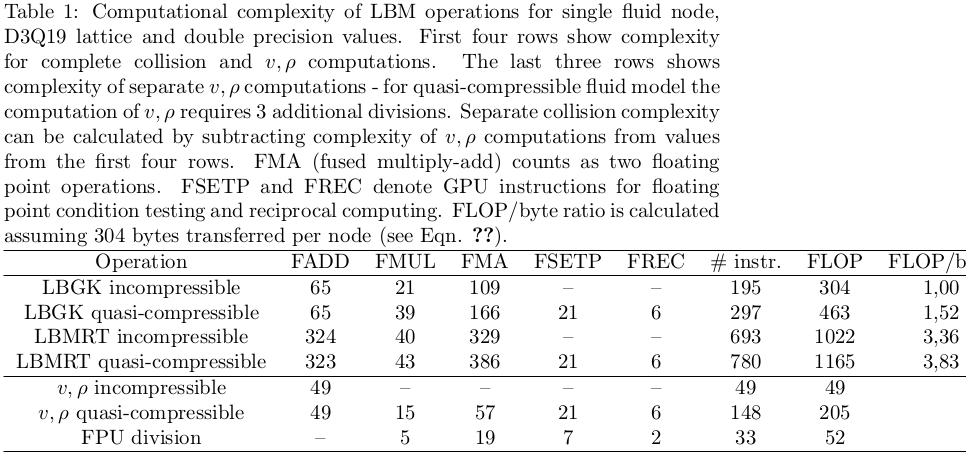 Table 1: Computational complexity of LBM operations for single fluid node,
D3Q19 lattice and double precision values. First four rows show complexity
for complete collision and v, ρ computations. The last three rows shows
complexity of separate v, ρ computations - for quasi-compressible fluid model the
computation of v, ρ requires 3 additional divisions. Separate collision complexity
can be calculated by subtracting complexity of v, ρ computations from values
from the first four rows. FMA (fused multiply-add) counts as two floating
point operations. FSETP and FREC denote GPU instructions for floating
point condition testing and reciprocal computing. FLOP/byte ratio is calculated
assuming 304 bytes transferred per node (see Eqn. ??).
Operation FADD FMUL FMA FSETP FREC # instr. FLOP FLOP/b
LBGK incompressible 65 21 109 – – 195 304 1,00
LBGK quasi-compressible 65 39 166 21 6 297 463 1,52
LBMRT incompressible 324 40 329 – – 693 1022 3,36
LBMRT quasi-compressible 323 43 386 21 6 780 1165 3,83
v, ρ incompressible 49 – – – – 49 49
v, ρ quasi-compressible 49 15 57 21 6 148 205
FPU division – 5 19 7 2 33 52